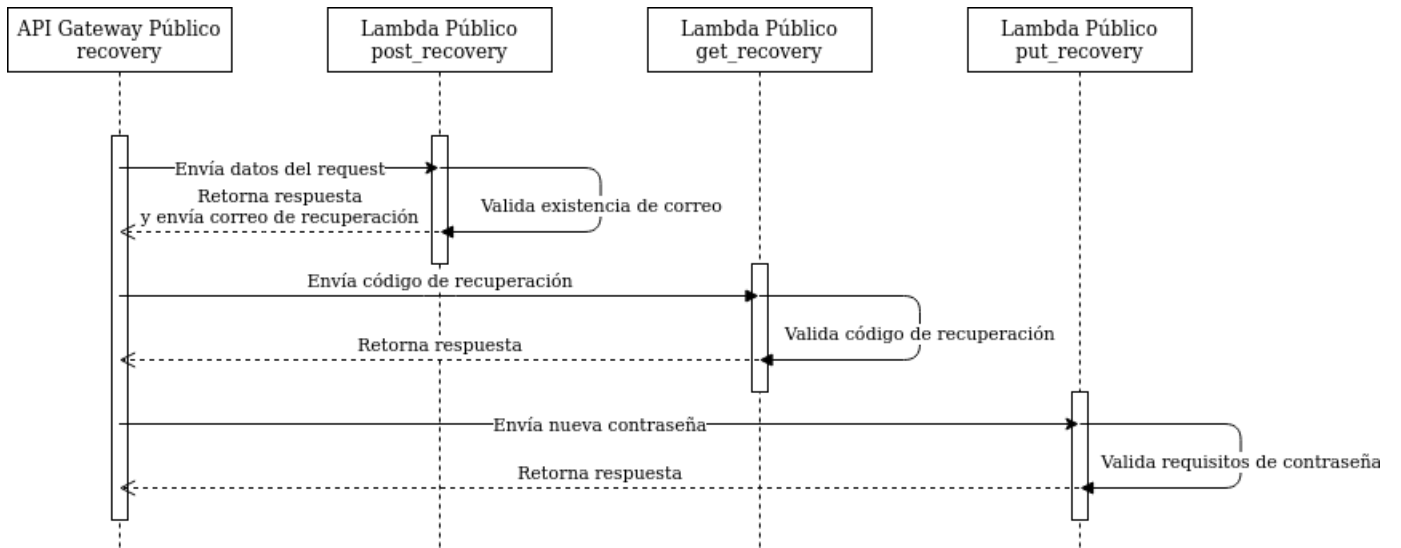 API Gateway Público
recovery
Lambda Público
post_recovery
Lambda Público
get_recovery
Lambda Público
put_recovery
Envía datos del request
Retorna respuesta
y envía correo de recuperación
Valida existencia de correo
Envía código de recuperación
Valida código de recuperación
Retorna respuesta
Envía nueva contraseña
Valida requisitos de contraseña
Retorna respuesta